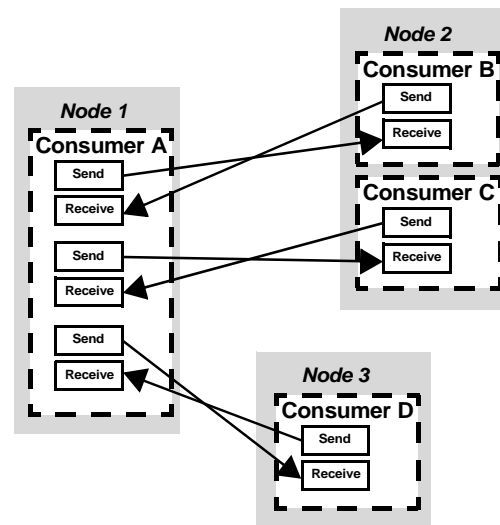 Node 1
Consumer A
Send
Receive
Send
Receive
Send
Receive
Node 2
Consumer B
Send
Receive
Consumer C
Send
Receive
Node 3
Consumer D
Send
Receive